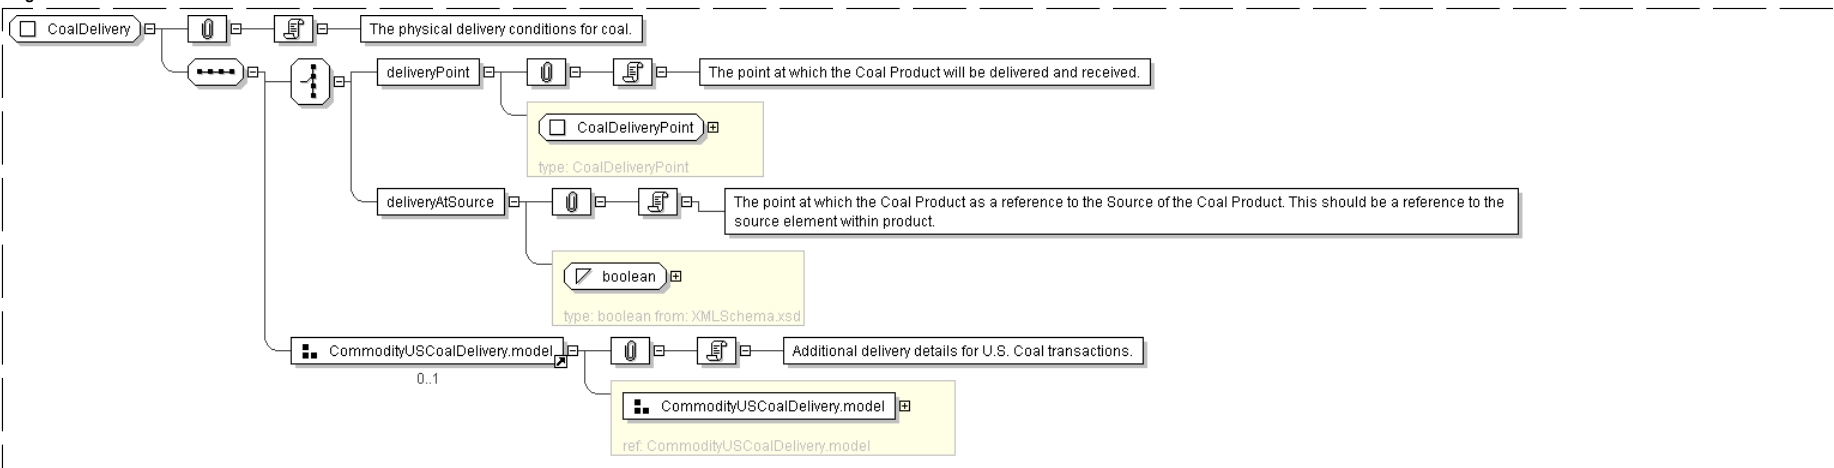 CoalDelivery
The physical delivery conditions for coal.
deliveryPoint
The point at which the Coal Product will be delivered and received.
CoalDeliveryPoint
type: CoalDeliveryPoint
deliveryAtSource
The point at which the Coal Product as a reference to the Source of the Coal Product. This should be a reference to the
source element within product.
boolean
type: boolean from: XMLSchema.xsd
CommodityUSCoalDelivery.model
0..1
Additional delivery details for U.S. Coal transactions.
CommodityUSCoalDelivery.model
ref: CommodityUSCoalDelivery.model